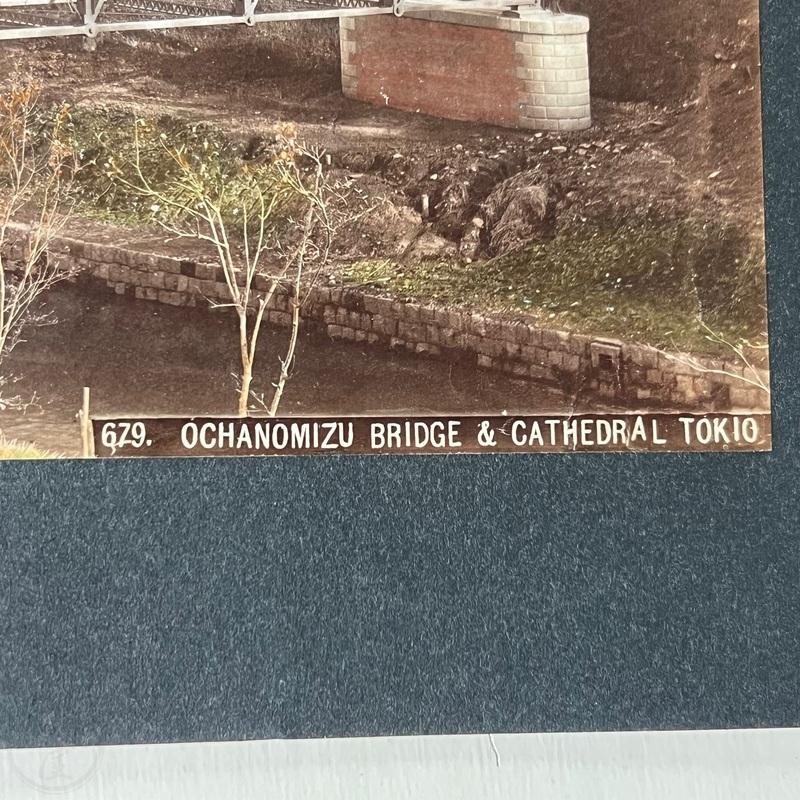 679. OCHANOMIZU BRIDGE & CATHEDRAL TOKIO